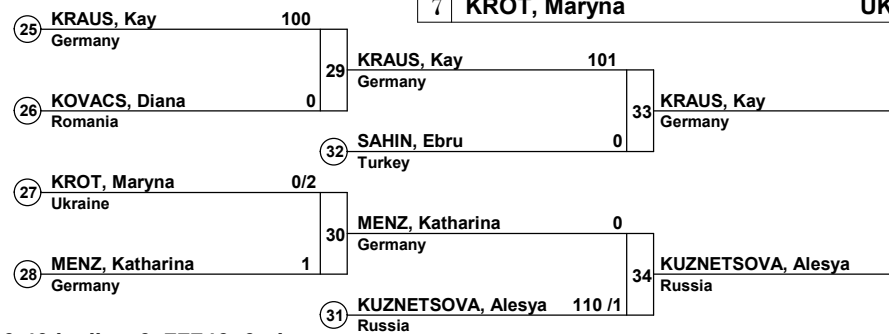 7 KROT, Maryna UK
25 KRAUS, Kay 100
Germany
29 KRAUS, Kay 101
Germany
26 KOVACS, Diana 0
Romania
33 KRAUS, Kay
Germany
32 SAHIN, Ebru 0
Turkey
27 KROT, Maryna 0/2
Ukraine
30 MENZ, Katharina 0
Germany
28 MENZ, Katharina 1
Germany
34 KUZNETSOVA, Alesya
Russia
31 KUZNETSOVA, Alesya 110 /1
Russia